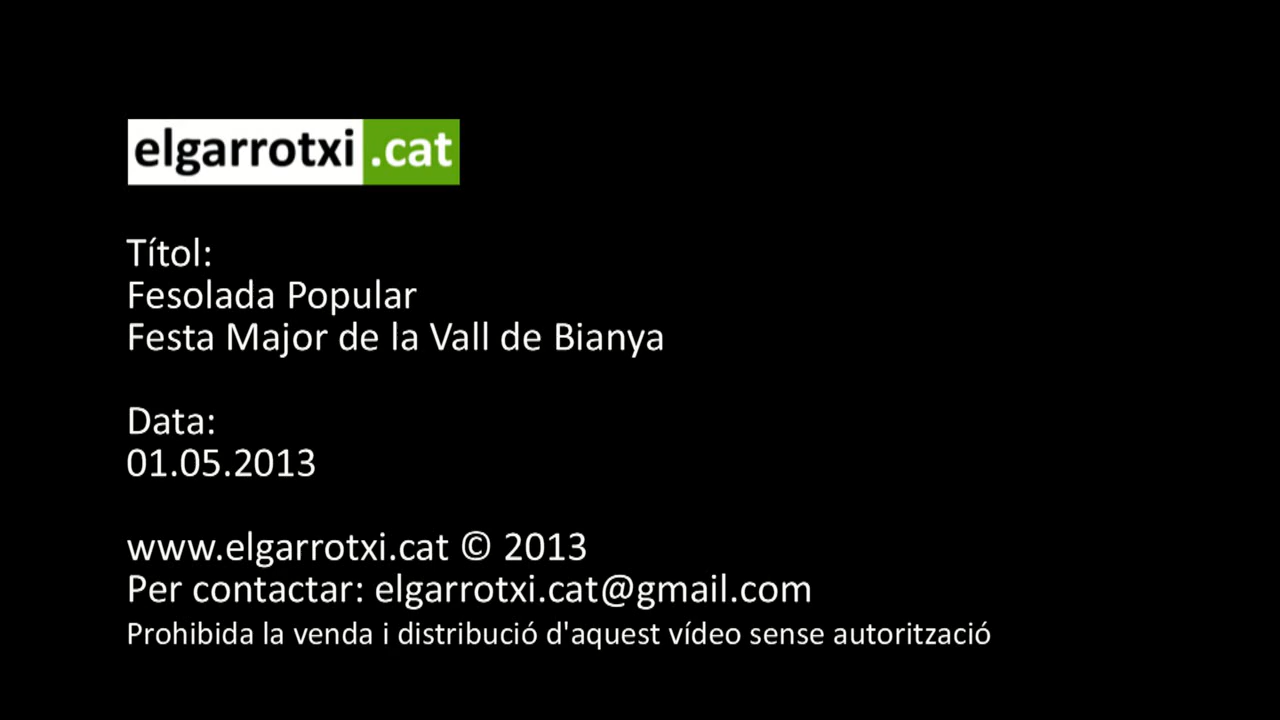 elgarrotxi.cat
Títol:
Fesolada Popular
Festa Major de la Vall de Bianya
Data:
01.05.2013
www.elgarrotxi.cat © 2013
Per contactar: elgarrotxi.cat@gmail.com
Prohibida la venda i distribució d'aquest vídeo sense autorització